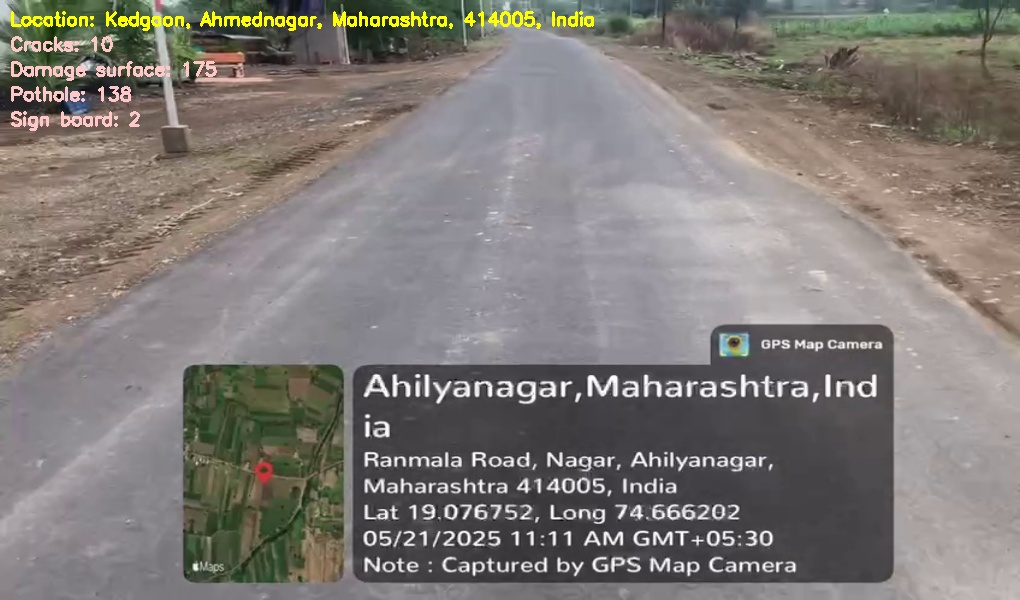 Location: Kedgaon, Ahmednagar, Maharashtra, 414005, India
Cracks: 10
Damage surface: 175
Pothole: 138
Sign board: 2
GPS Map Camera
Ahilyanagar,Maharashtra,Ind
ia
Ranmala Road, Nagar, Ahilyanagar,
Maharashtra 414005, India
Lat 19.076752, Long 74.666202
05/21/2025 11:11 AM GMT+05:30
Note : Captured by GPS Map Camera
Maps